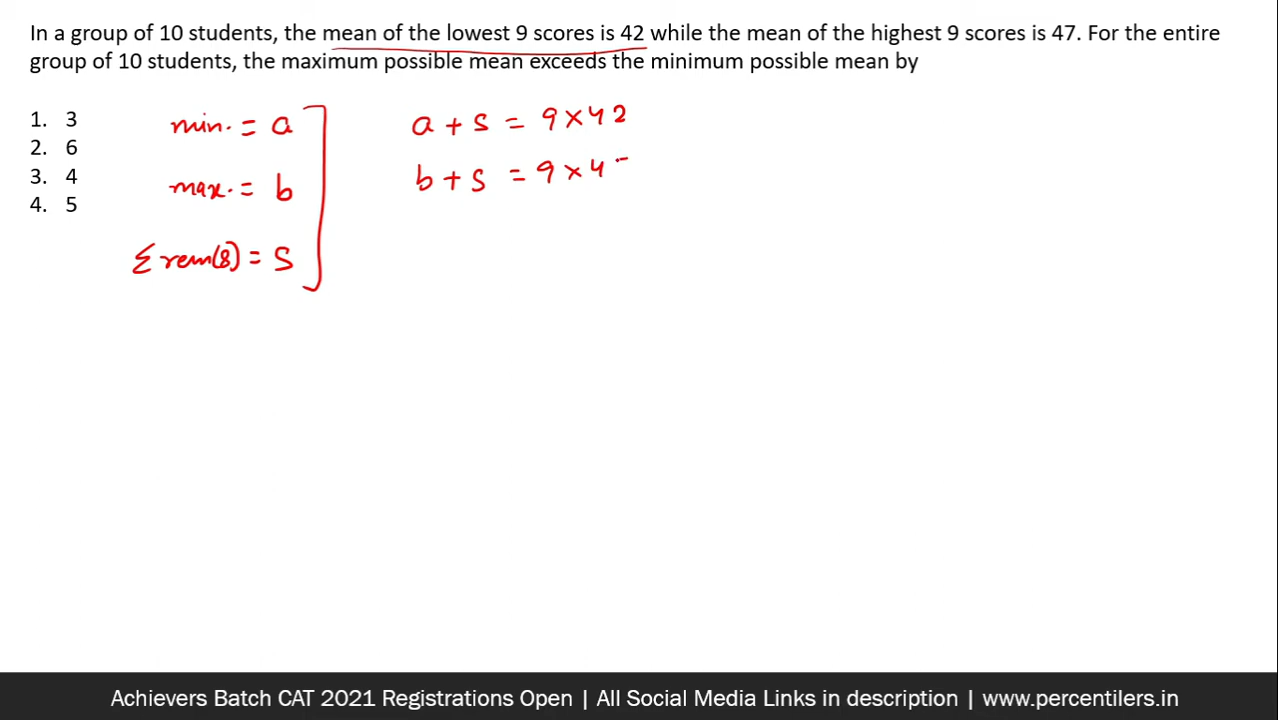 In a group of 10 students, the mean of the lowest 9 scores is 42 while the mean of the highest 9 scores is 47. For the entire
group of 10 students, the maximum possible mean exceeds the minimum possible mean by
1. 3
2. 6
3. 4
4. 5
min. = a
max. = b
Σ rem(8) = S
a + S = 9 × 42
b + S = 9 × 4
Achievers Batch CAT 2021 Registrations Open | All Social Media Links in description | www.percentilers.in